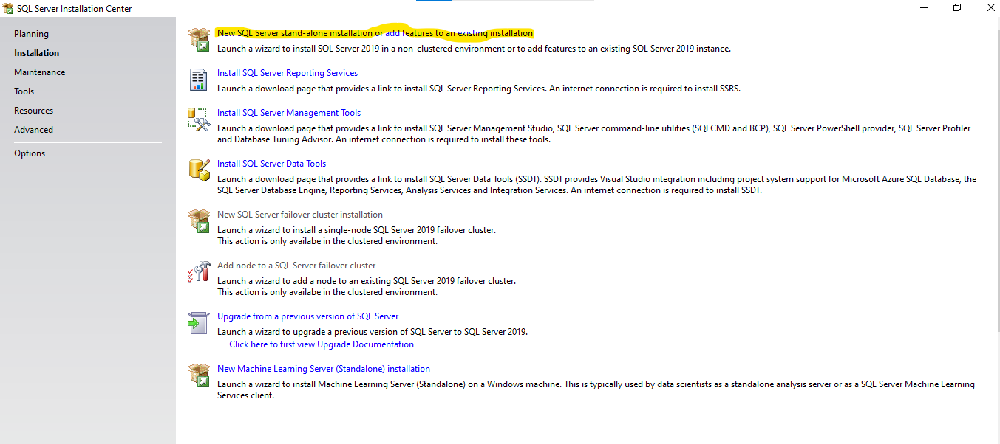 SQL Server Installation Center
Planning
Installation
Maintenance
Tools
Resources
Advanced
Options
New SQL Server stand-alone installation or add features to an existing installation
Launch a wizard to install SQL Server 2019 in a non-clustered environment or to add features to an existing SQL Server 2019 instance.
Install SQL Server Reporting Services
Launch a download page that provides a link to install SQL Server Reporting Services. An internet connection is required to install SSRS.
Install SQL Server Management Tools
Launch a download page that provides a link to install SQL Server Management Studio, SQL Server command-line utilities (SQLCMD and BCP), SQL Server PowerShell provider, SQL Server Profiler
and Database Tuning Advisor. An internet connection is required to install these tools.
Install SQL Server Data Tools
Launch a download page that provides a link to install SQL Server Data Tools (SSDT). SSDT provides Visual Studio integration including project system support for Microsoft Azure SQL Database, the
SQL Server Database Engine, Reporting Services, Analysis Services and Integration Services. An internet connection is required to install SSDT.
New SQL Server failover cluster installation
Launch a wizard to install a single-node SQL Server 2019 failover cluster.
This action is only availabe in the clustered environment.
Add node to a SQL Server failover cluster
Launch a wizard to add a node to an existing SQL Server 2019 failover cluster.
This action is only availabe in the clustered environment.
Upgrade from a previous version of SQL Server
Launch a wizard to upgrade a previous version of SQL Server to SQL Server 2019.
Click here to first view Upgrade Documentation
New Machine Learning Server (Standalone) installation
Launch a wizard to install Machine Learning Server (Standalone) on a Windows machine. This is typically used by data scientists as a standalone analysis server or as a SQL Server Machine Learning
Services client.